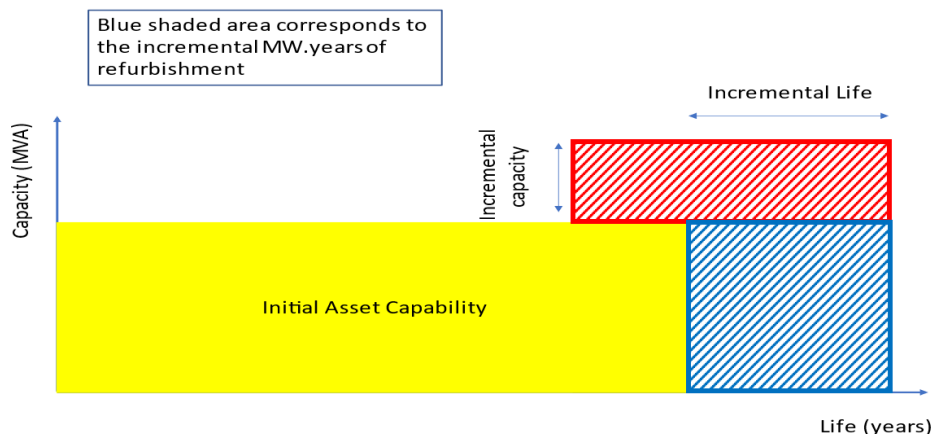 Blue shaded area corresponds to
the incremental MW.years of
refurbishment
Incremental Life
Capacity (MVA)
Incremental
capacity
Initial Asset Capability
Life (years)